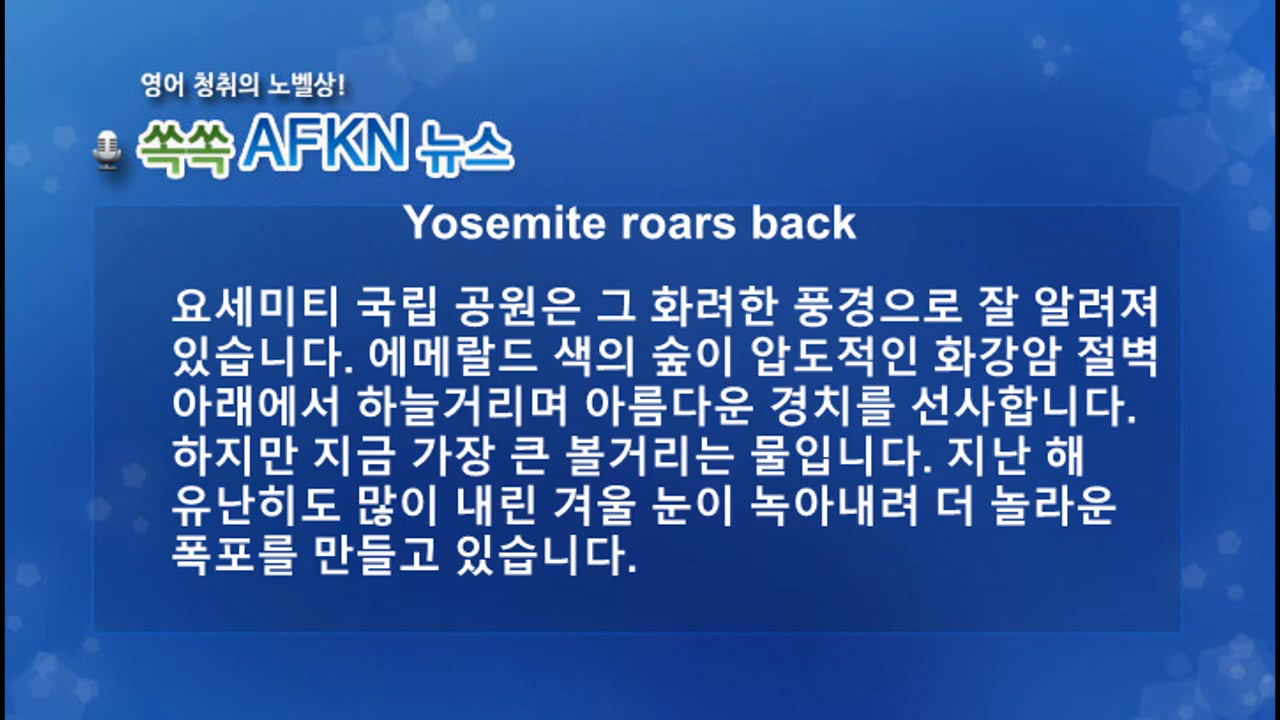 영어 청취의 노벨상!
쏙쏙 AFKN 뉴스
Yosemite roars back
요세미티 국립 공원은 그 화려한 풍경으로 잘 알려져
있습니다. 에메랄드 색의 숲이 압도적인 화강암 절벽
아래에서 하늘거리며 아름다운 경치를 선사합니다.
하지만 지금 가장 큰 볼거리는 물입니다. 지난 해
유난히도 많이 내린 겨울 눈이 녹아내려 더 놀라운
폭포를 만들고 있습니다.